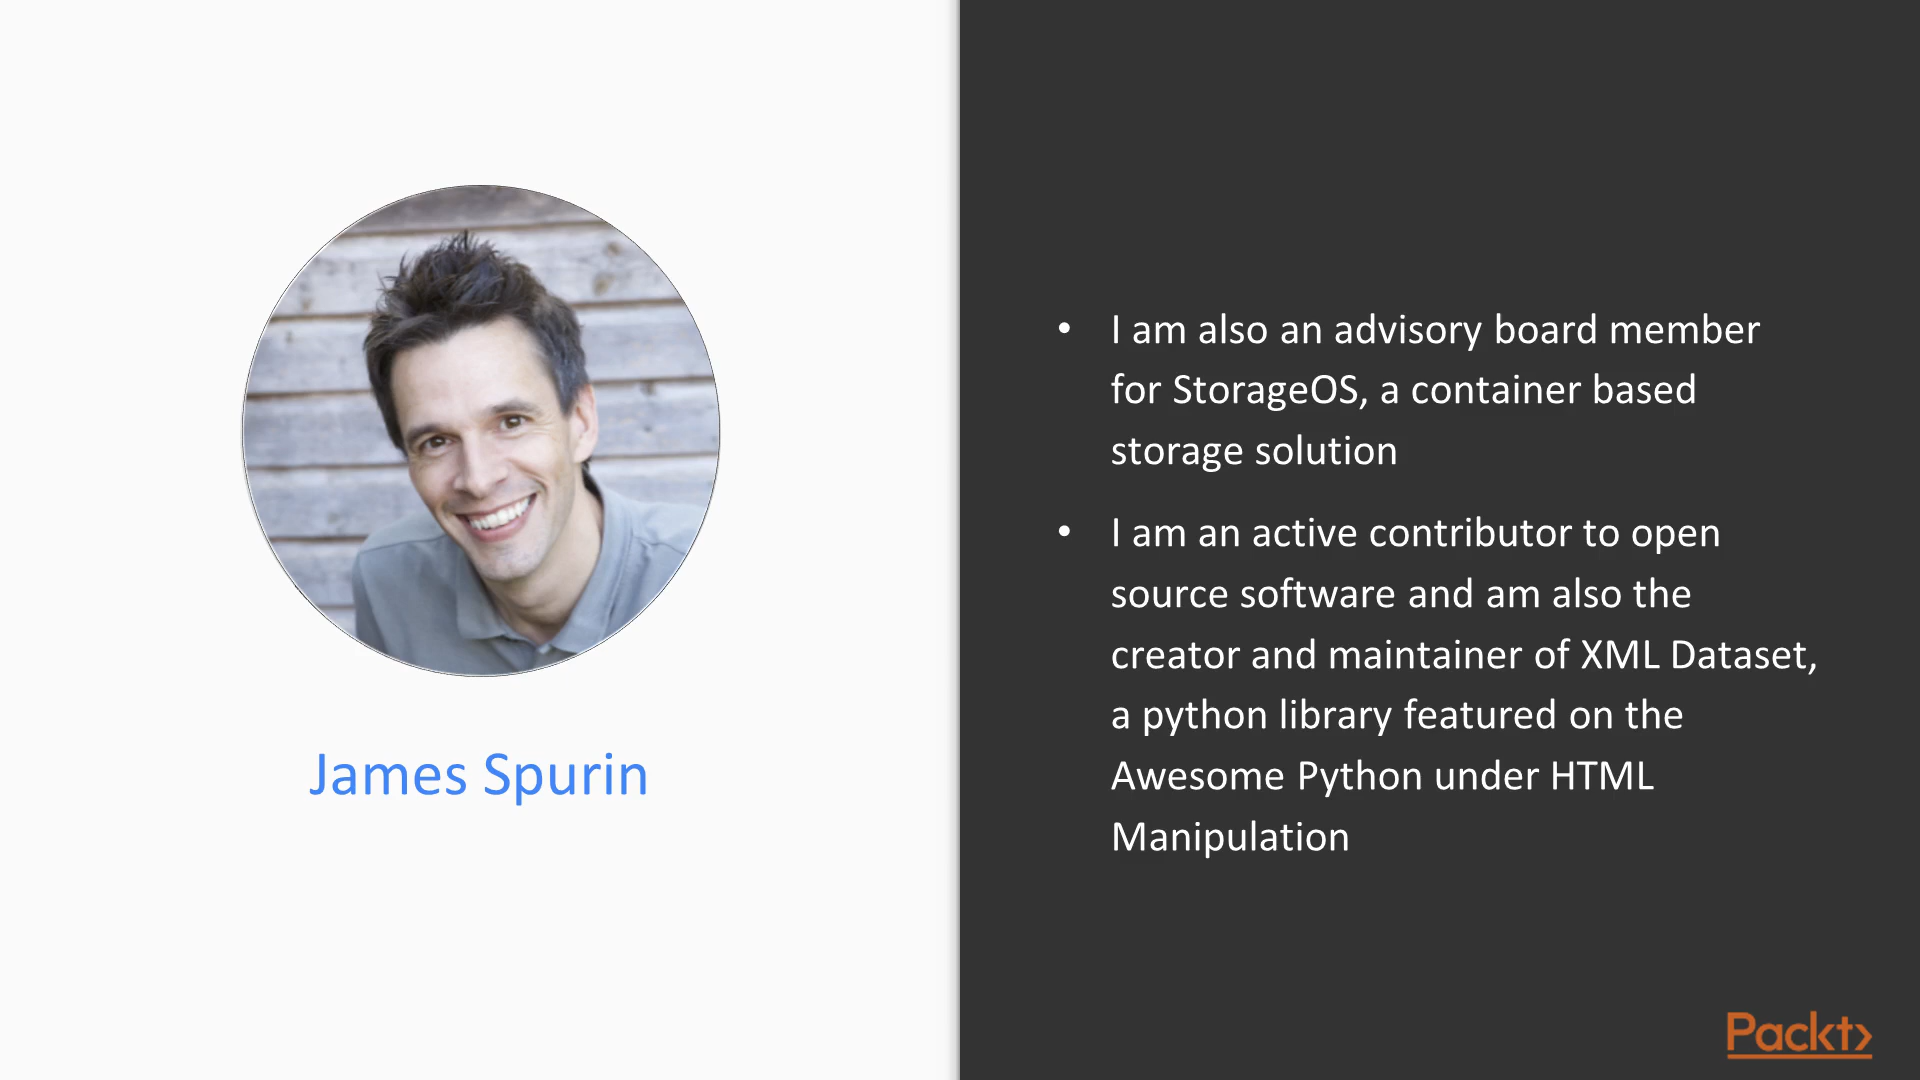 James Spurin
• I am also an advisory board member
for StorageOS, a container based
storage solution
• I am an active contributor to open
source software and am also the
creator and maintainer of XML Dataset,
a python library featured on the
Awesome Python under HTML
Manipulation
Packt>